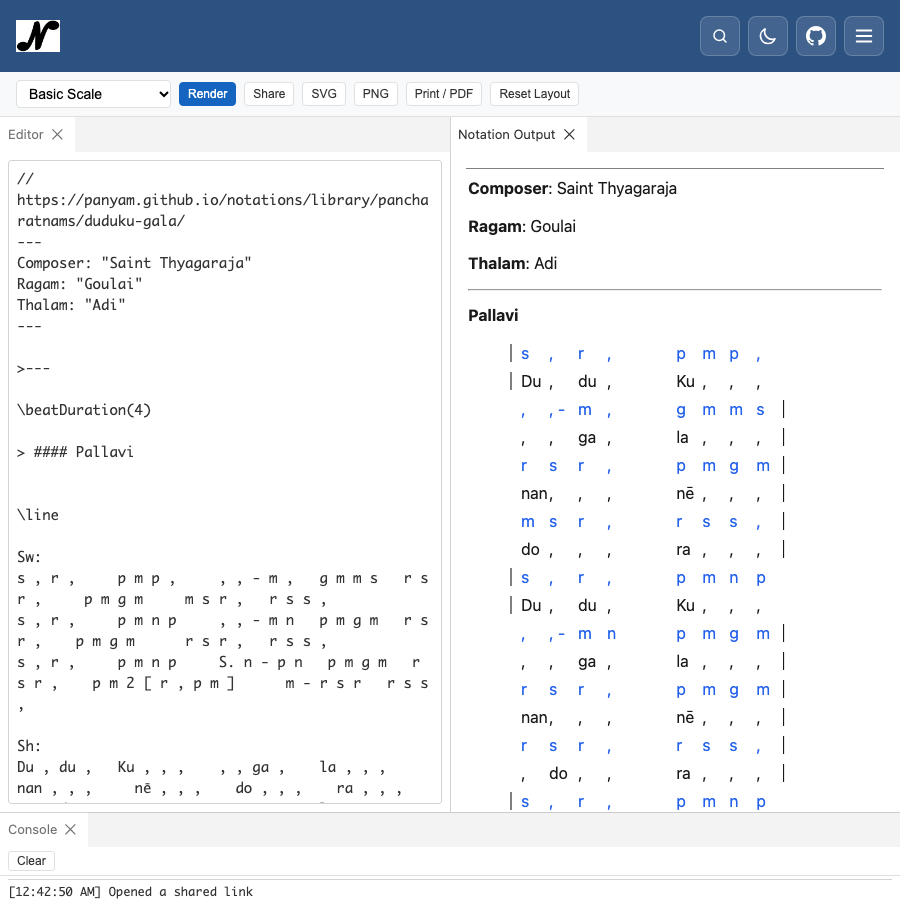 N
Basic Scale Render Share SVG PNG Print / PDF Reset Layout
Editor
//
https://panyam.github.io/notations/library/pancha
ratnams/duduku-gala/
---
Composer: "Saint Thyagaraja"
Ragam: "Goulai"
Thalam: "Adi"
---
>---
\beatDuration(4)
> #### Pallavi
\line
Sw:
s , r , p m p , , , - m , g m m s r s
r , p m g m m s r , r s s ,
s , r , p m n p , , - m n p m g m r s
r , p m g m r s r , r s s ,
s , r , p m n p S. n - p n p m g m r
s r , p m 2 [ r , p m ] m - r s r r s s
,
Sh:
Du , du , Ku , , , , , ga , la , , ,
nan , , , nē , , , do , , , ra , , ,
Notation Output
Composer: Saint Thyagaraja
Ragam: Goulai
Thalam: Adi
Pallavi
| s , r , p m p ,
| Du , du , Ku , , ,
, , - m , g m m s |
, , ga , la , , , |
r s r , p m g m |
nan, , , nē , , , |
m s r , r s s , |
do , , , ra , , , |
| s , r , p m n p
| Du , du , Ku , , ,
, , - m n p m g m |
, , ga , la , , , |
r s r , p m g m |
nan, , , nē , , , |
r s r , r s s , |
, do , , ra , , , |
| s , r , p m n p
Console
Clear
[12:42:50 AM] Opened a shared link